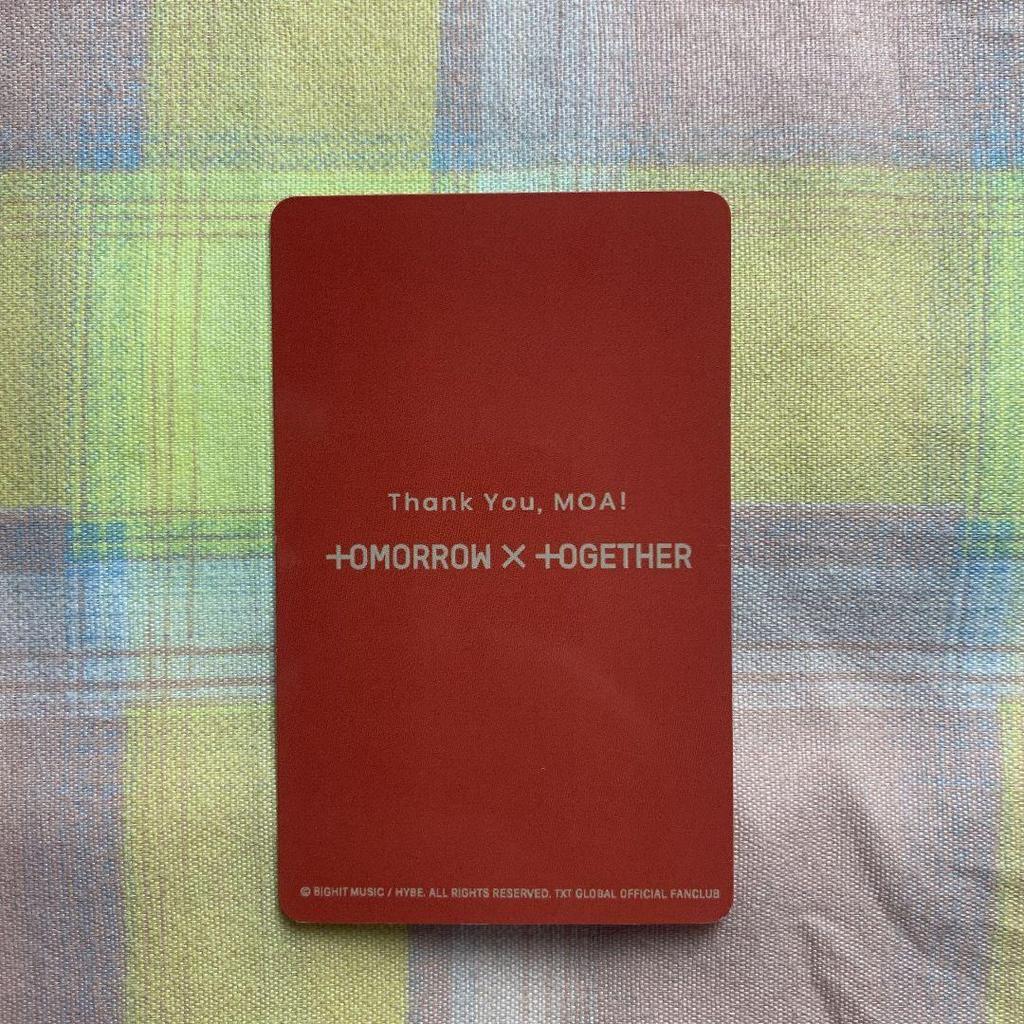 Thank You, MOA!
TOMORROW X TOGETHER
© BIGHIT MUSIC / HYBE. ALL RIGHTS RESERVED. TXT GLOBAL OFFICIAL FANCLUB